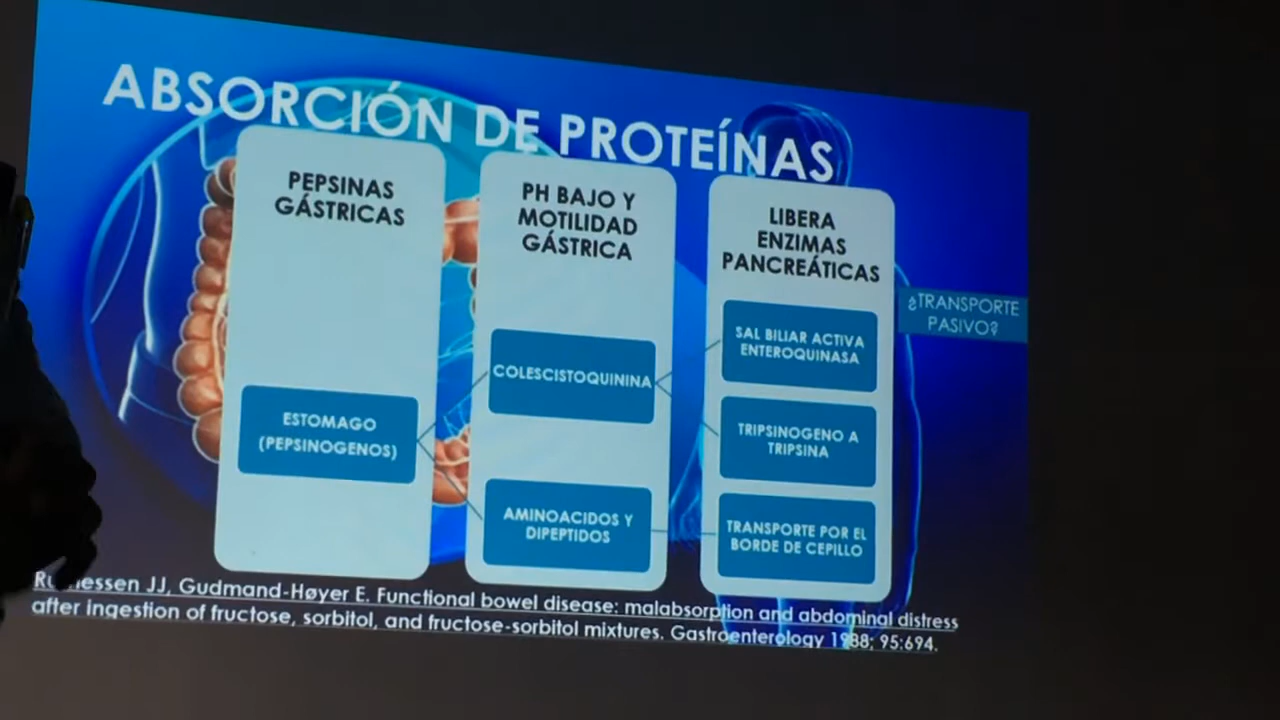 ABSORCIÓN DE PROTEÍNAS
PEPSINAS
GÁSTRICAS
ESTOMAGO
(PEPSINOGENOS)
PH BAJO Y
MOTILIDAD
GÁSTRICA
COLESCISTOQUININA
AMINOACIDOS Y
DIPEPTIDOS
LIBERA
ENZIMAS
PANCREÁTICAS
SAL BILIAR ACTIVA
ENTEROQUINASA
TRIPSINOGENO A
TRIPSINA
TRANSPORTE POR EL
BORDE DE CEPILLO
¿TRANSPORTE
PASIVO?
JJ, Gudmand-Høyer E. Functional bowel disease: malabsorption and abdominal distress
after ingestion of fructose, sorbitol, and fructose-sorbitol mixtures. Gastroenterology 1988; 95:694.